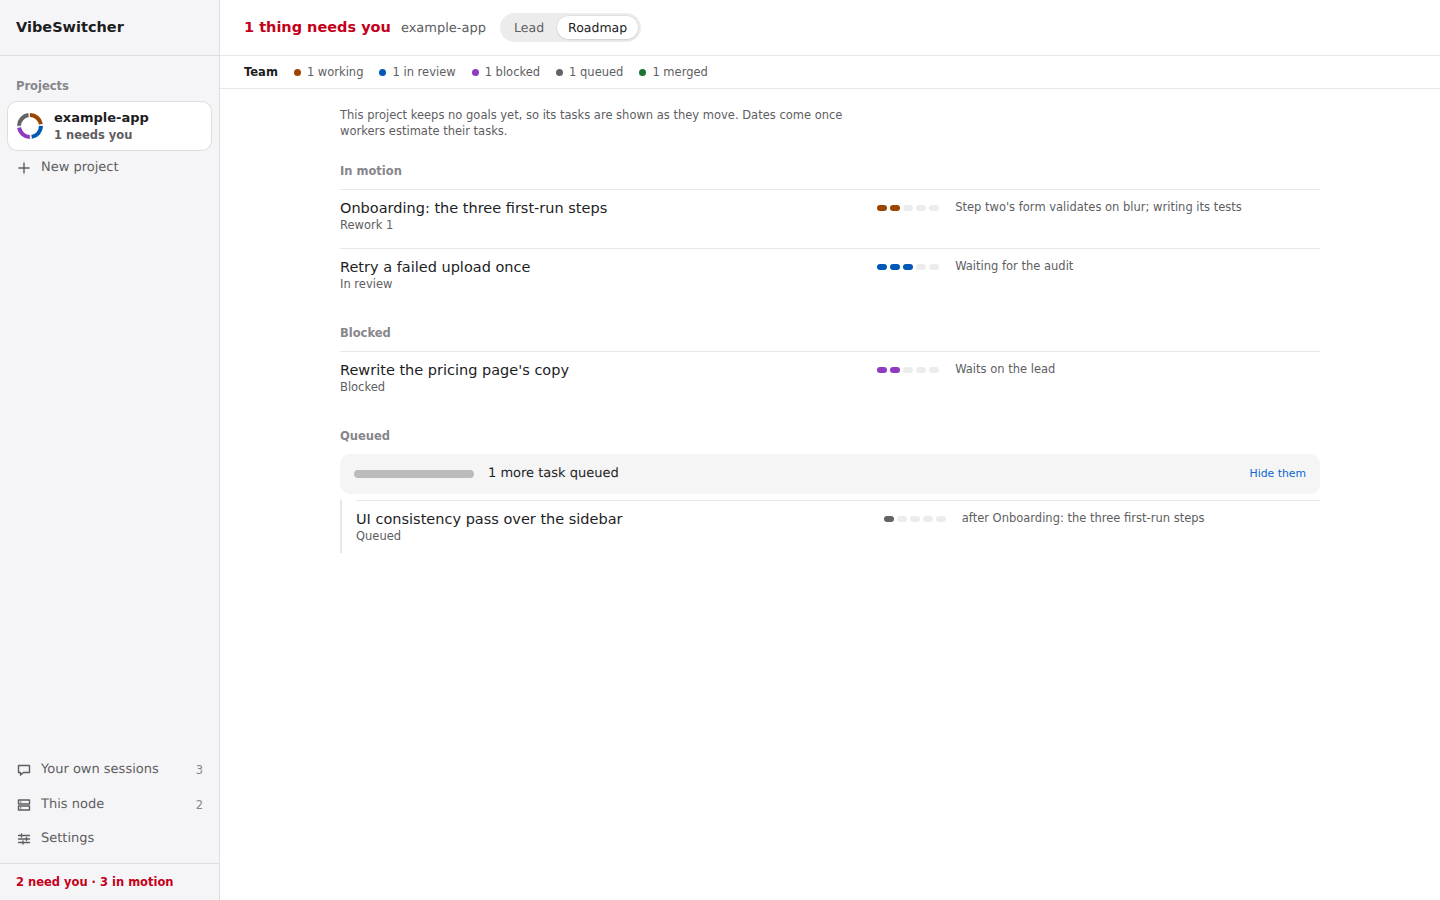 VibeSwitcher
Projects
example-app
1 needs you
New project
Your own sessions 3
This node 2
Settings
2 need you · 3 in motion
1 thing needs you example-app Lead Roadmap
Team 1 working 1 in review 1 blocked 1 queued 1 merged
This project keeps no goals yet, so its tasks are shown as they move. Dates come once
workers estimate their tasks.
In motion
Onboarding: the three first-run steps Step two's form validates on blur; writing its tests
Rework 1
Retry a failed upload once Waiting for the audit
In review
Blocked
Rewrite the pricing page's copy Waits on the lead
Blocked
Queued
1 more task queued Hide them
UI consistency pass over the sidebar after Onboarding: the three first-run steps
Queued